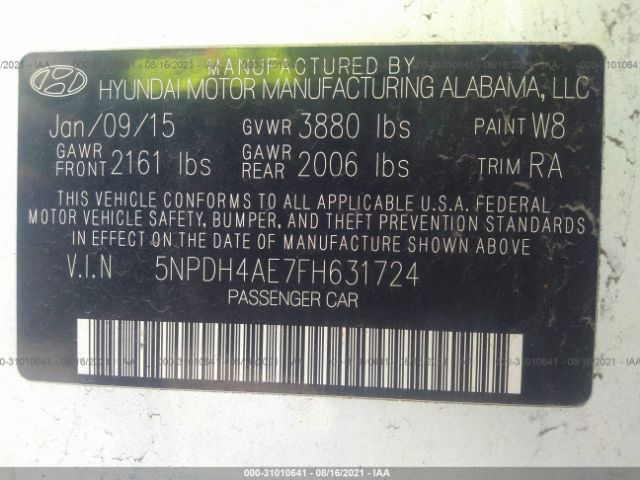 MANUFACTURED BY
HYUNDAI MOTOR MANUFACTURING ALABAMA, LLC
Jan/09/15 GVWR 3880 lbs PAINT W8
GAWR FRONT 2161 lbs GAWR REAR 2006 lbs TRIM RA
THIS VEHICLE CONFORMS TO ALL APPLICABLE U.S.A. FEDERAL
MOTOR VEHICLE SAFETY, BUMPER, AND THEFT PREVENTION STANDARDS
IN EFFECT ON THE DATE OF MANUFACTURE SHOWN ABOVE.
V.I.N 5NPDH4AE7FH631724
PASSENGER CAR
000-31010641 - 08/16/2021 - IAA